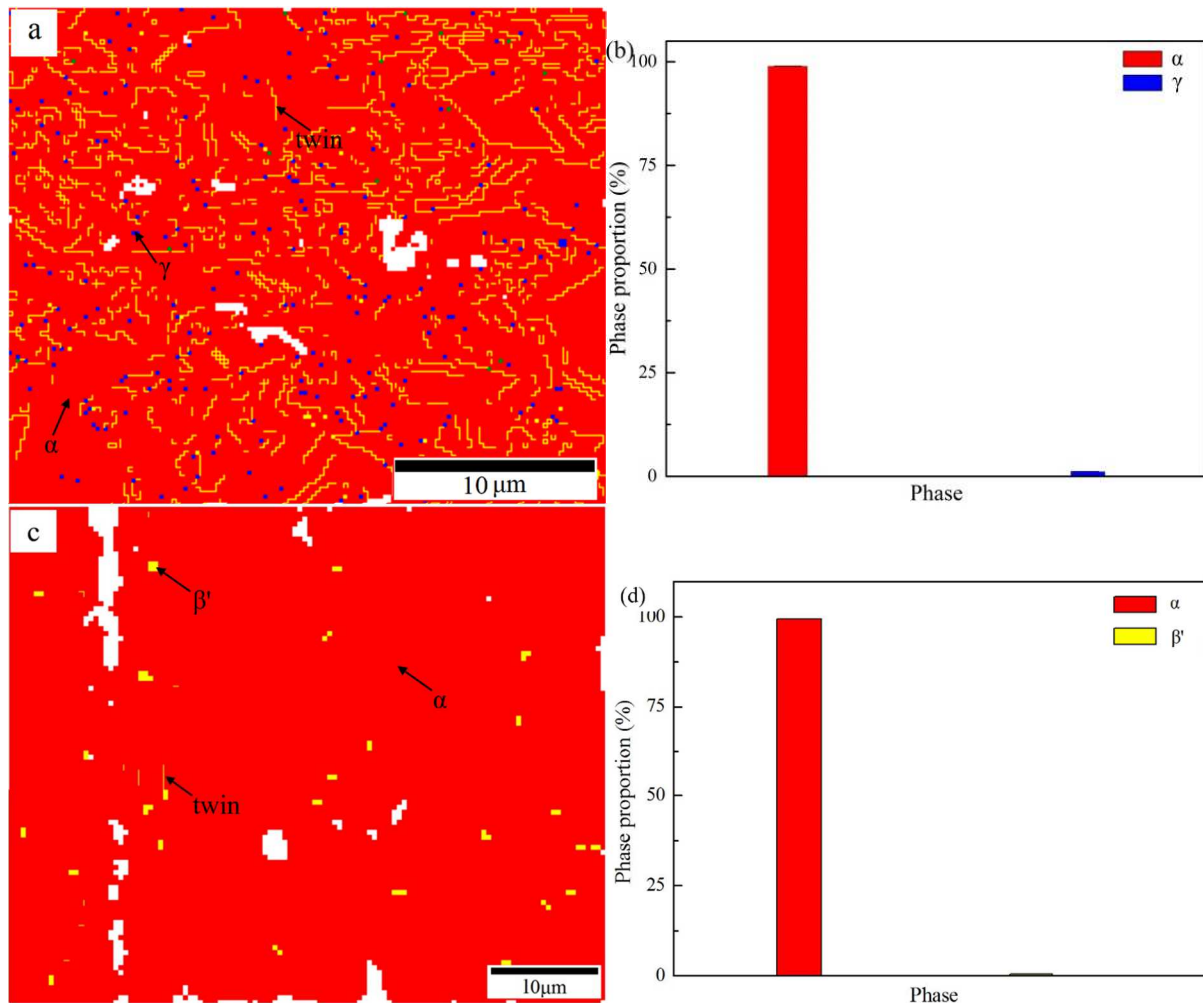 a
twin
γ
α
10 μm
(b)
α
γ
100
75
50
25
0
Phase proportion (%)
Phase
c
β'
α
twin
10μm
(d)
α
β'
100
75
50
25
0
Phase proportion (%)
Phase